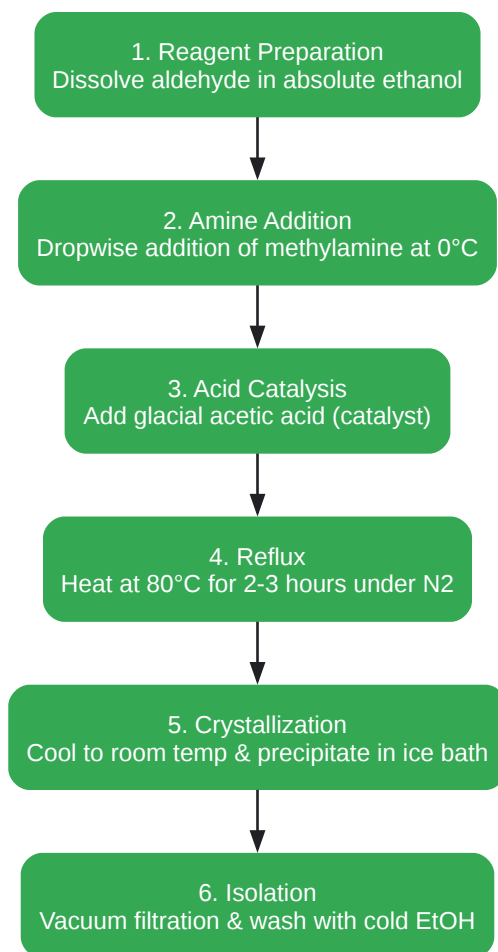 1. Reagent Preparation
Dissolve aldehyde in absolute ethanol
2. Amine Addition
Dropwise addition of methylamine at 0°C
3. Acid Catalysis
Add glacial acetic acid (catalyst)
4. Reflux
Heat at 80°C for 2-3 hours under N2
5. Crystallization
Cool to room temp & precipitate in ice bath
6. Isolation
Vacuum filtration & wash with cold EtOH